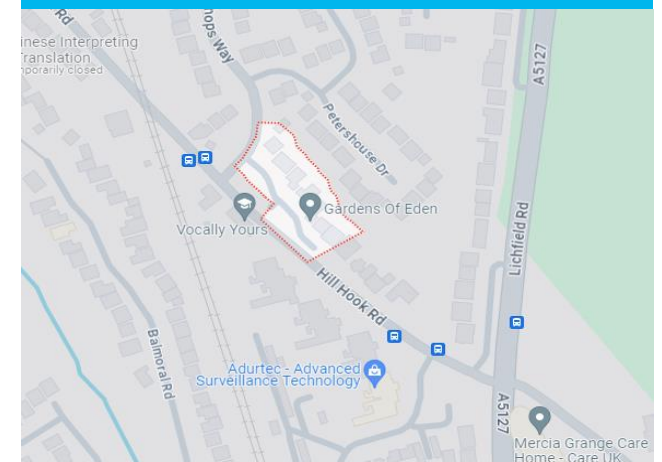 Rd
hops Way
inese Interpreting
Translation
mporarily closed
A5127
Petershouse Dr
Gardens Of Eden
Vocally Yours
Lichfield Rd
Hill Hook Rd
Balmoral Rd
Adurtec - Advanced
Surveillance Technology
A5127
Mercia Grange Care
Home - Care UK